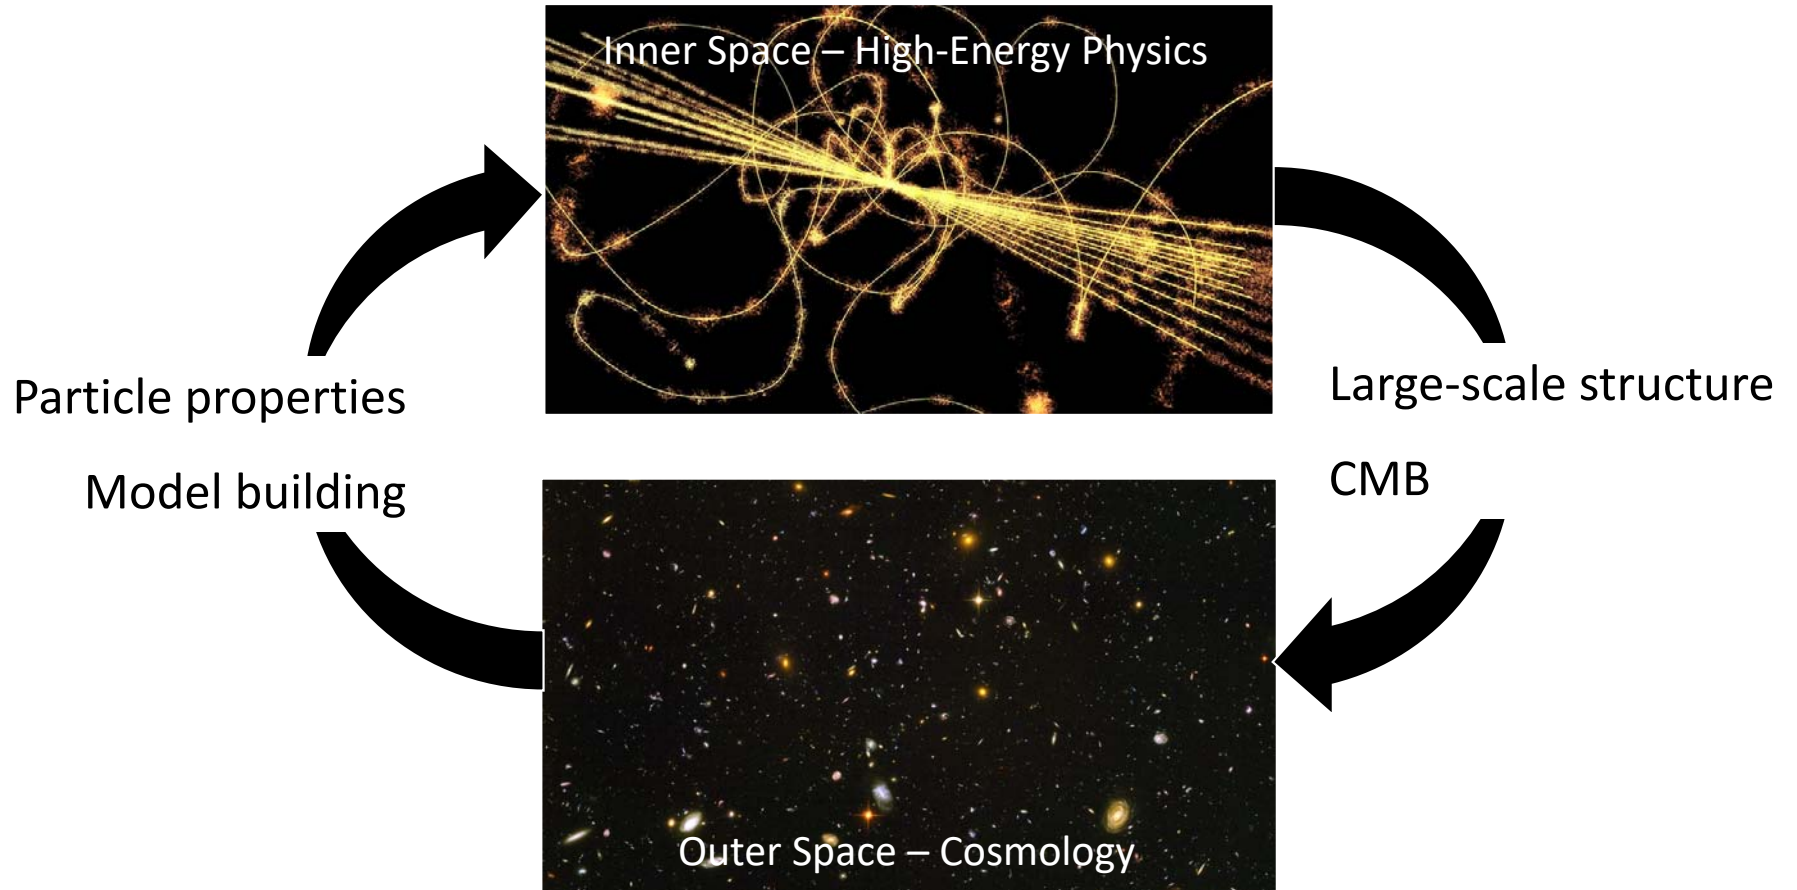 Inner Space – High-Energy Physics
Particle properties
Model building
Large-scale structure
CMB
Outer Space – Cosmology